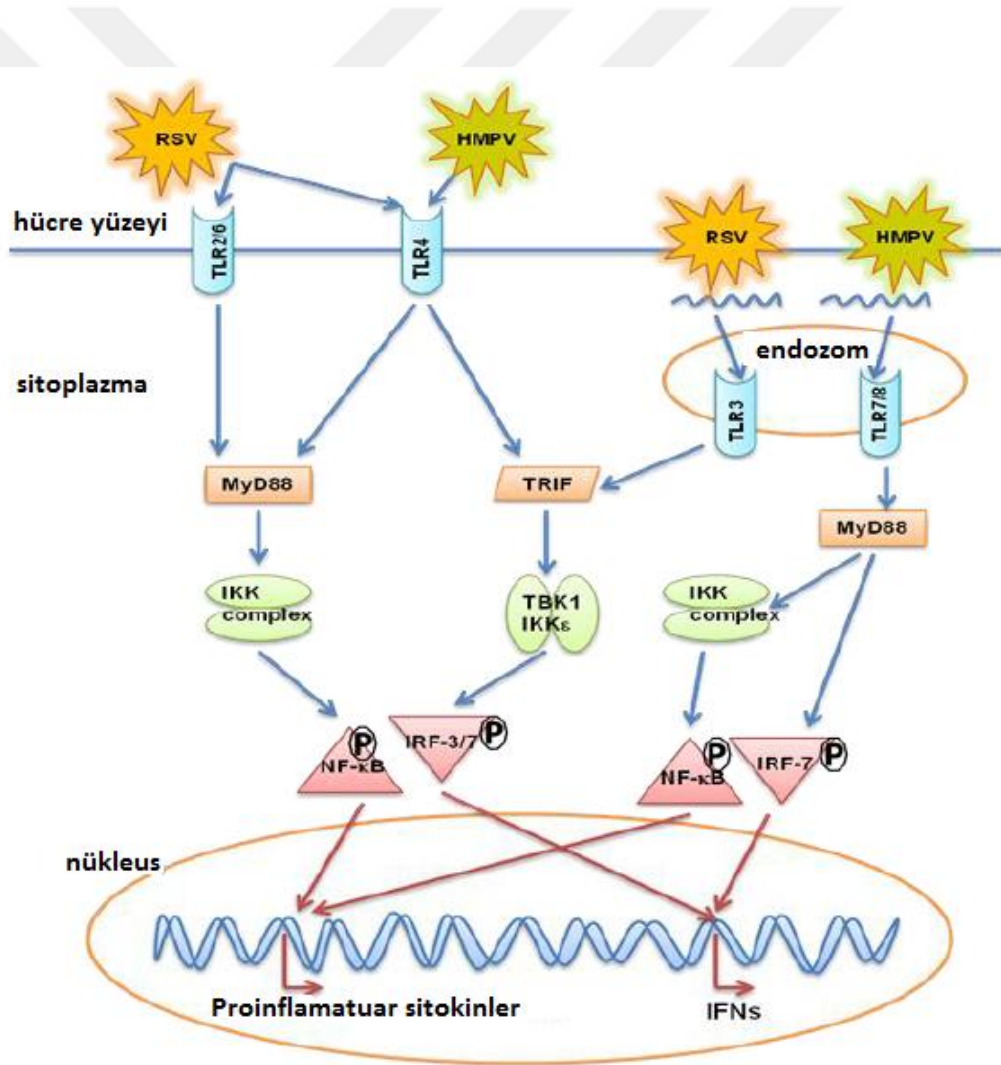 RSV
HMPV
hücre yüzeyi
TLR2/6
TLR4
RSV
HMPV
endozom
sitoplazma
TLR3
TLR7/8
MyD88
TRIF
MyD88
IKK
complex
TBK1
IKKε
IKK
complex
P
NF-κB
IRF-3/7
P
P
NF-κB
IRF-7
P
nükleus
Proinflamatuar sitokinler
IFNs